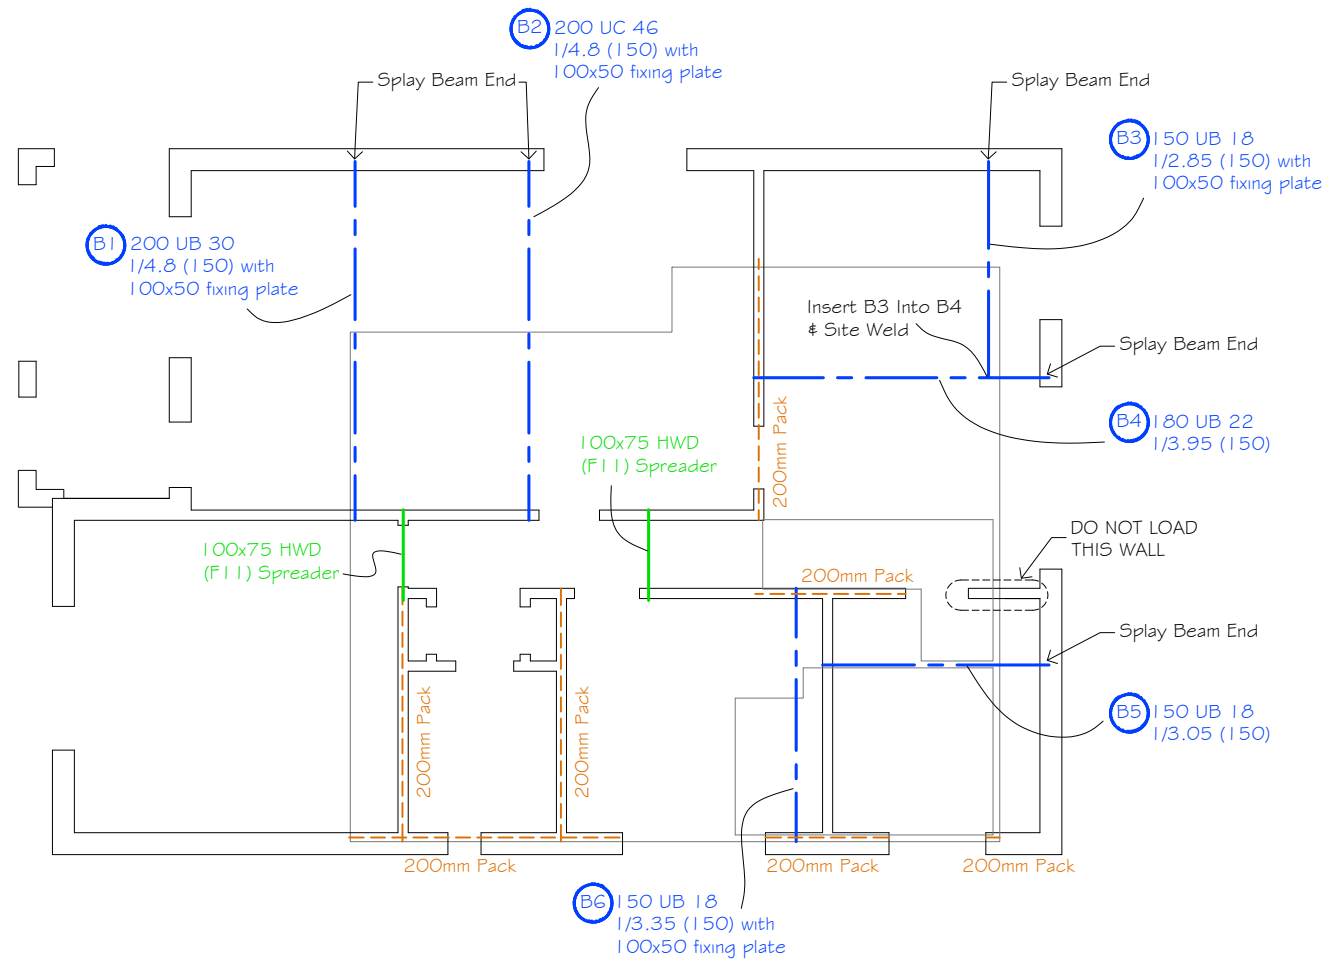 B2 200 UC 46
1/4.8 (150) with
100x50 fixing plate
Splay Beam End
Splay Beam End
B3 150 UB 18
1/2.85 (150) with
100x50 fixing plate
B1 200 UB 30
1/4.8 (150) with
100x50 fixing plate
Insert B3 Into B4
& Site Weld
Splay Beam End
B4 180 UB 22
1/3.95 (150)
200mm Pack
100x75 HWD
(F11) Spreader
100x75 HWD
(F11) Spreader
DO NOT LOAD
THIS WALL
200mm Pack
Splay Beam End
200mm Pack
200mm Pack
B5 150 UB 18
1/3.05 (150)
200mm Pack
200mm Pack
200mm Pack
B6 150 UB 18
1/3.35 (150) with
100x50 fixing plate